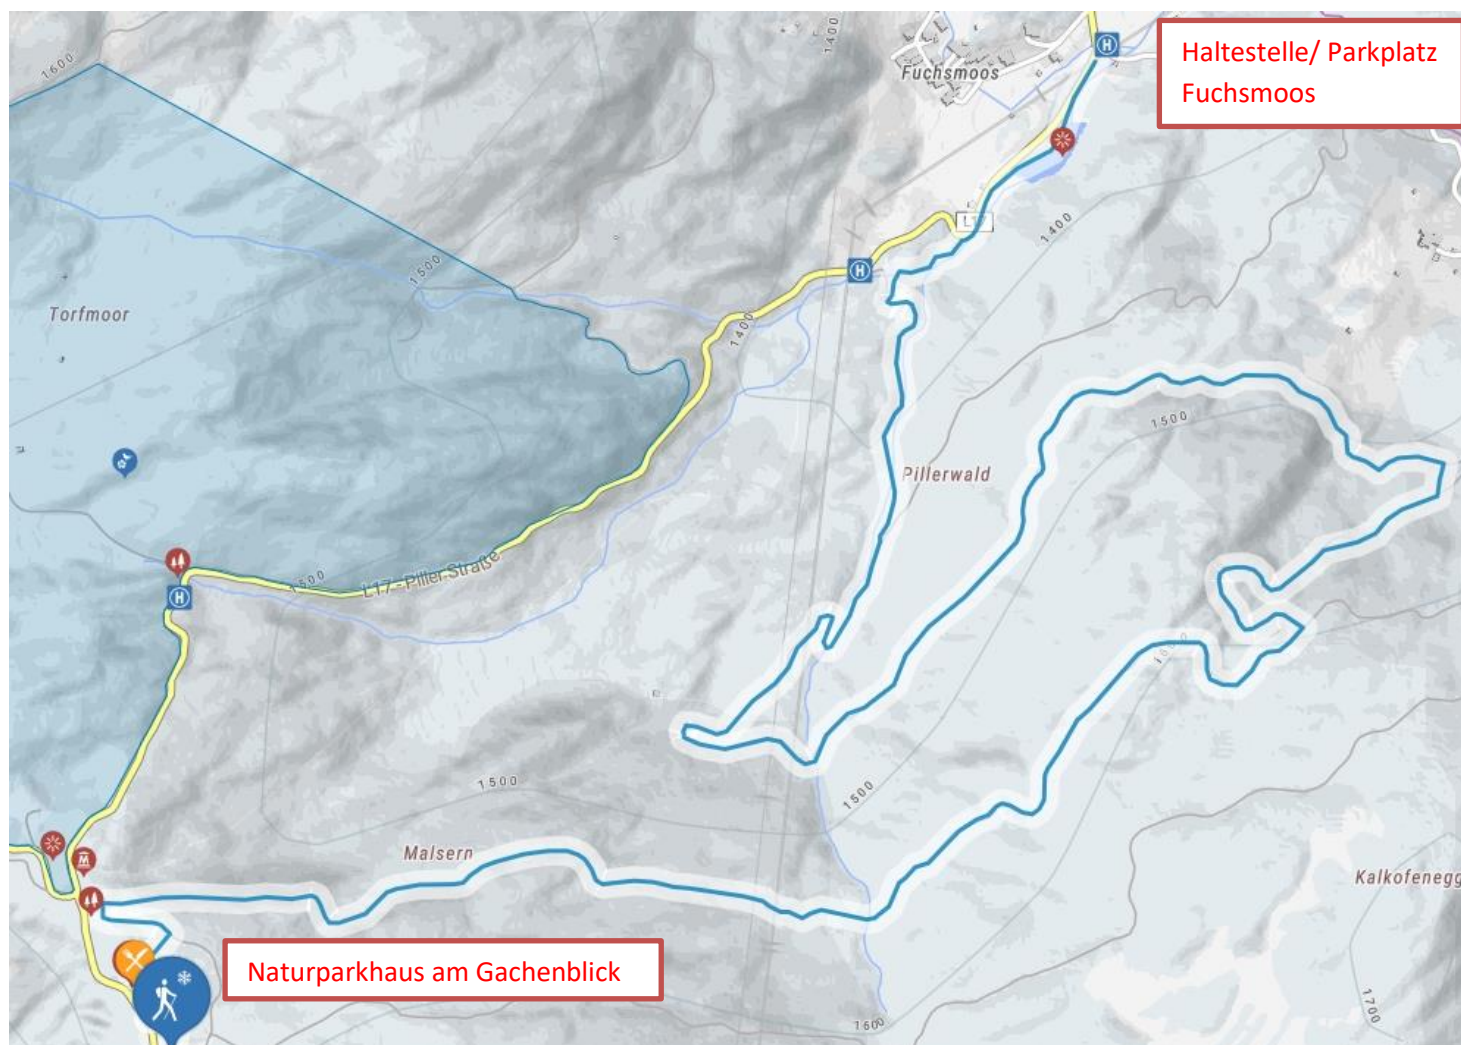 1600
1400
Fuchsmoos
H
Haltestelle/ Parkplatz
Fuchsmoos
L17
1400
1500
H
Torfmoor
1400
1500
Pillerwald
L17 - Piller Straße
1500
H
1500
1500
Malsern
Kalkofenegg
M
Naturparkhaus am Gachenblick
1600
1700